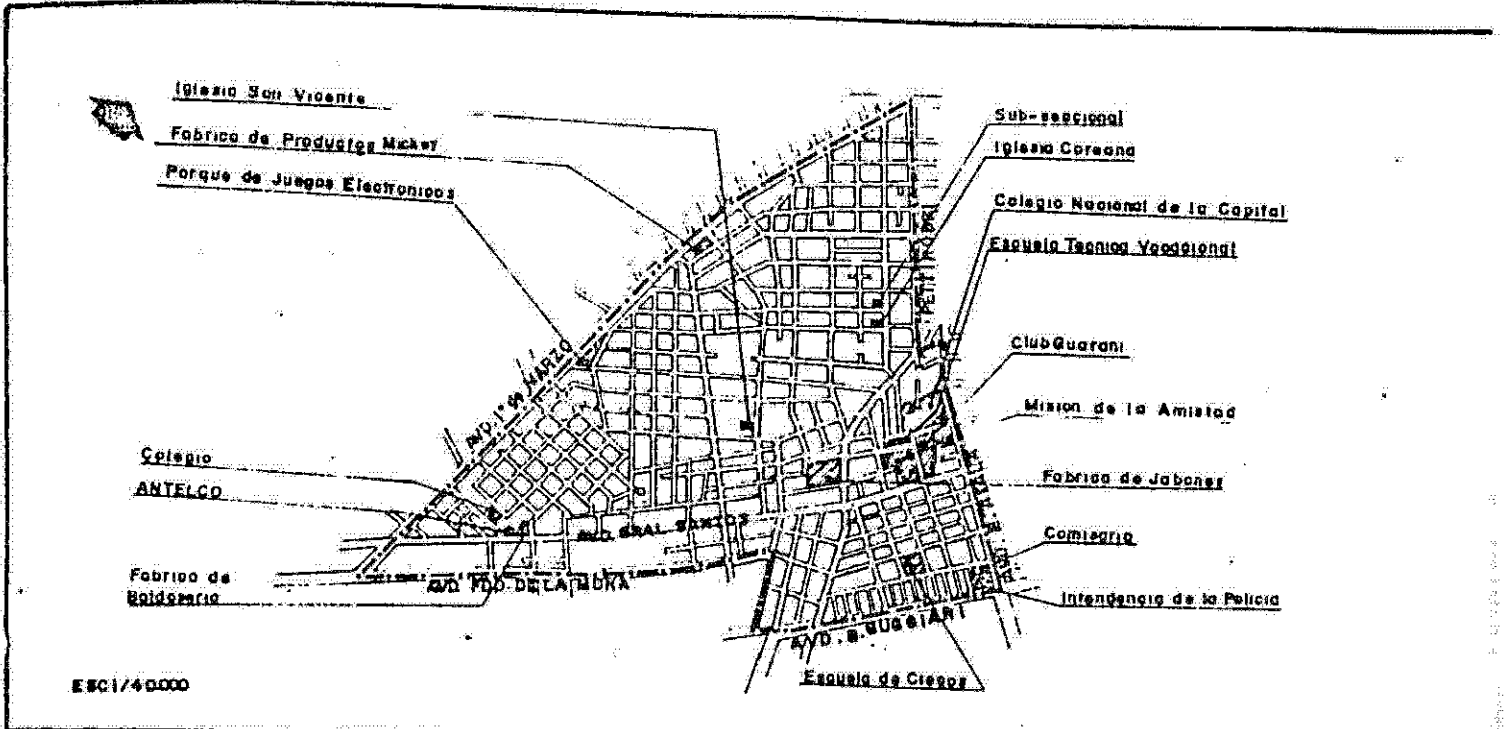 Iglesia San Vicente
Fabrica de Productos Mickey
Porque de Juegos Electronicos
Colegio
ANTELCO
Fabrica de
Baldoseria
ESC 1/40.000
Sub-seccional
Iglesia Coreana
Colegio Nacional de la Capital
Escuela Tecnica Vocacional
Club Guarani
Mision de la Amistad
Fabrica de Jabones
Comisaria
Intendencia de la Policia
Escuela de Ciegos
AVD. 1º de MARZO
AVD. GRAL. SANTOS
AVD. FDO. DE LA MORA
AVD. B. GUGGIARI